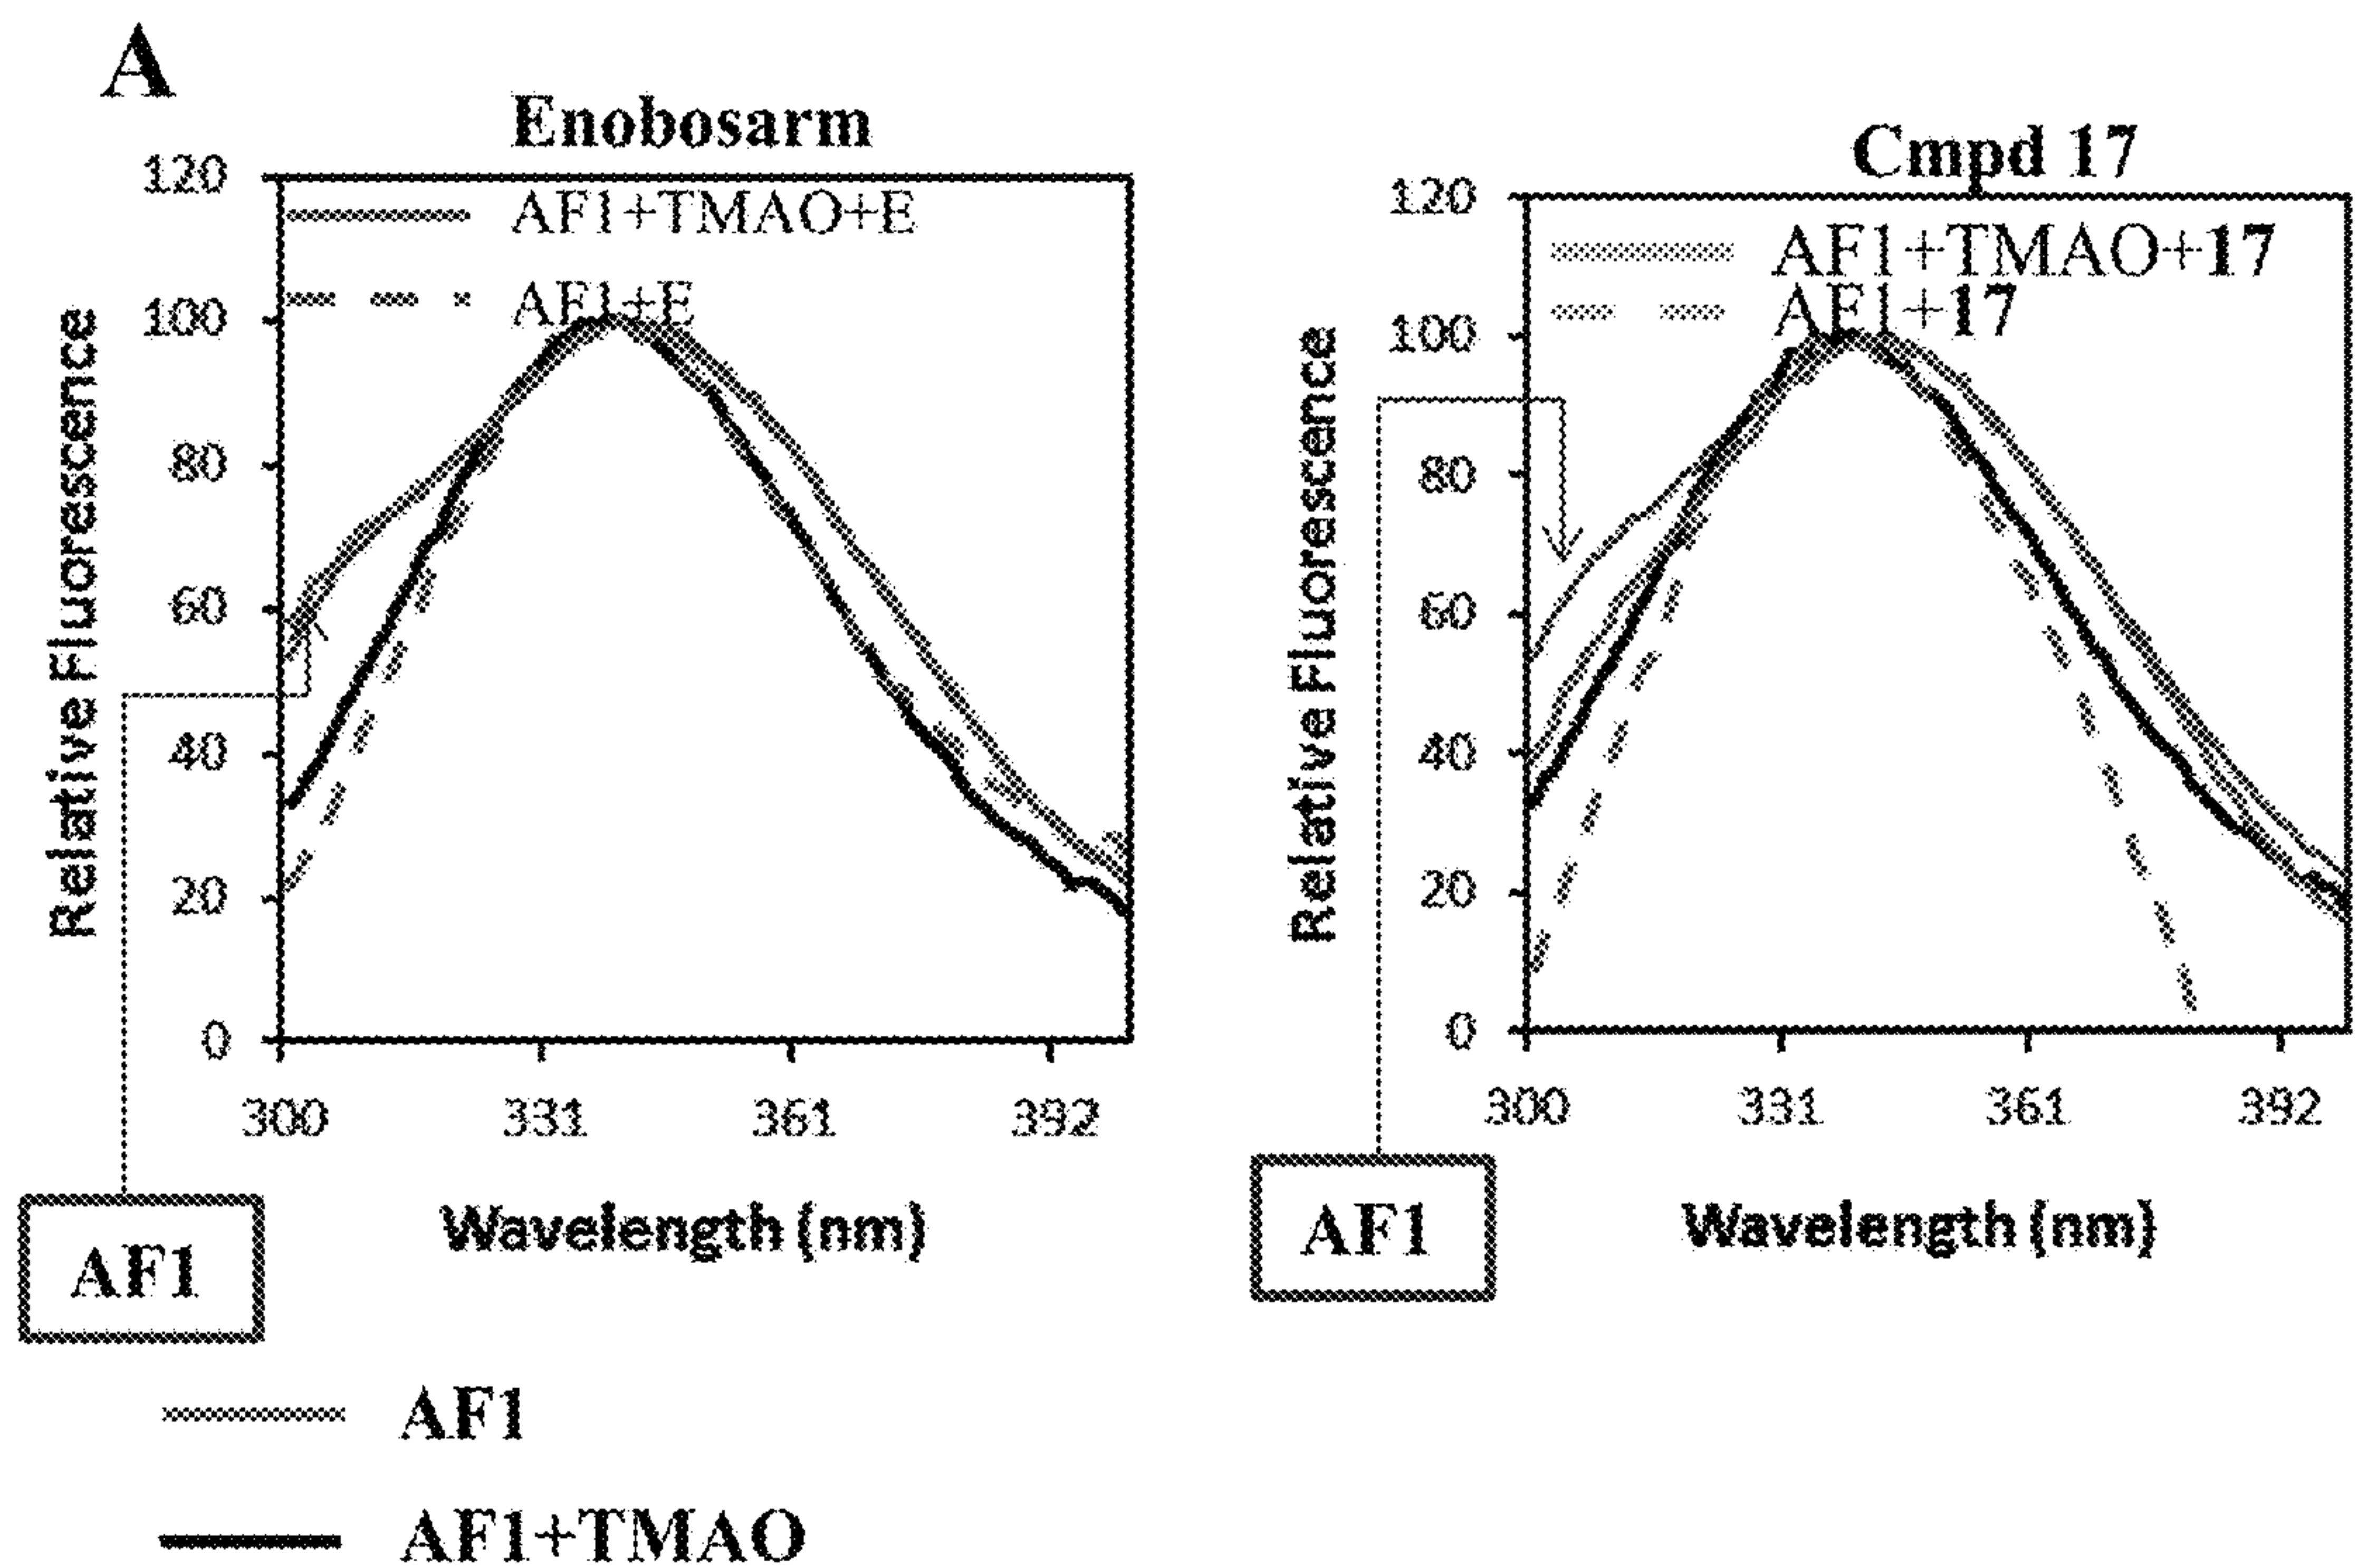 A
Enobosarm
120
100
80
60
40
20
0
Relative Fluorescence
AF1+TMAO+E
AF1+E
300 331 361 392
Wavelength (nm)
AF1
Cmpd 17
120
100
80
60
40
20
0
Relative Fluorescence
AF1+TMAO+17
AF1+17
300 331 361 392
Wavelength (nm)
AF1
AF1
AF1+TMAO